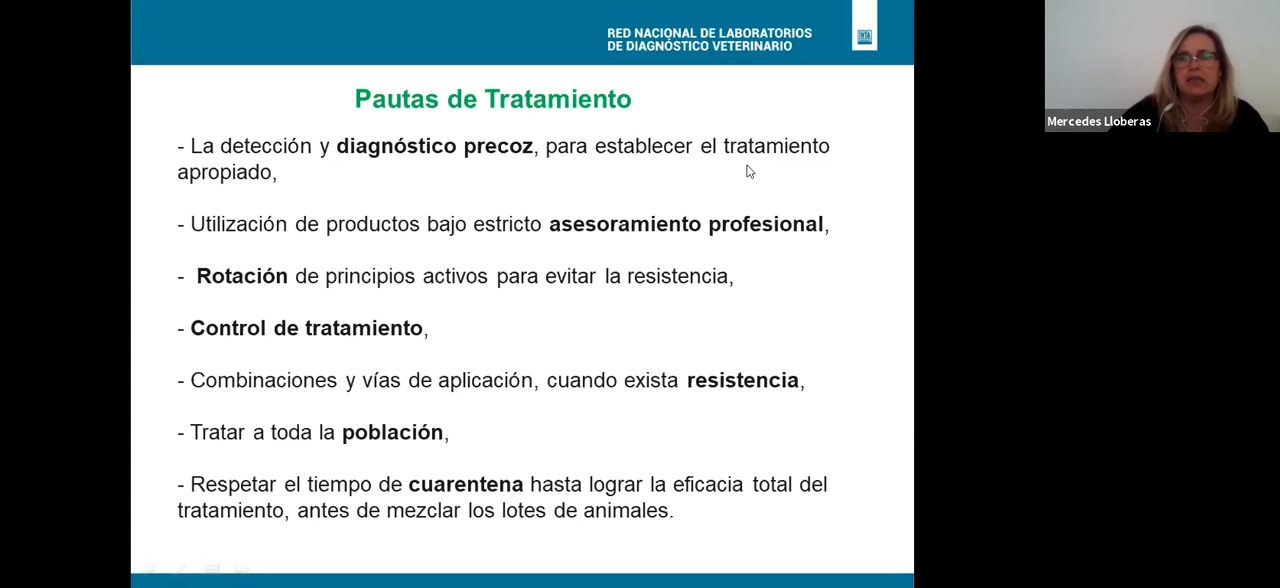 RED NACIONAL DE LABORATORIOS
DE DIAGNÓSTICO VETERINARIO
INTA
Pautas de Tratamiento
- La detección y diagnóstico precoz, para establecer el tratamiento
apropiado,
- Utilización de productos bajo estricto asesoramiento profesional,
- Rotación de principios activos para evitar la resistencia,
- Control de tratamiento,
- Combinaciones y vías de aplicación, cuando exista resistencia,
- Tratar a toda la población,
- Respetar el tiempo de cuarentena hasta lograr la eficacia total del
tratamiento, antes de mezclar los lotes de animales.
Mercedes Lloberas